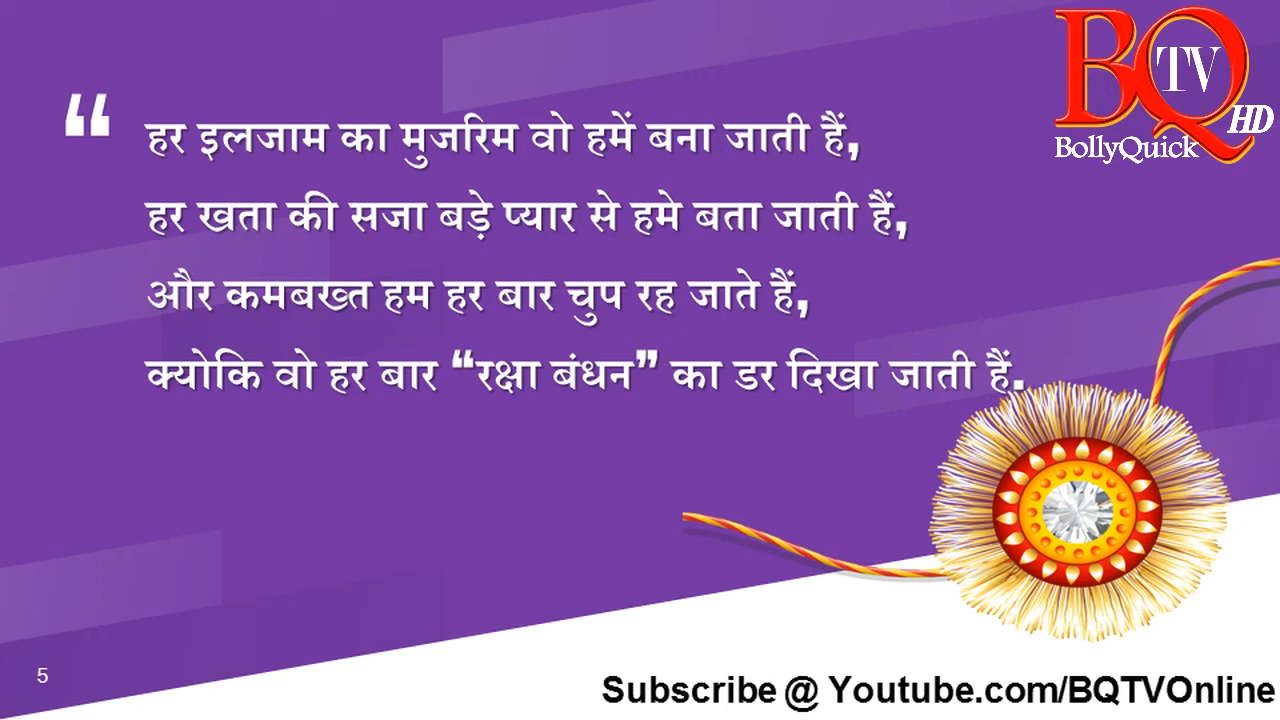 BQ TV HD
BollyQuick
“ हर इलजाम का मुजरिम वो हमें बना जाती हैं,
हर खता की सजा बड़े प्यार से हमे बता जाती हैं,
और कमबख्त हम हर बार चुप रह जाते हैं,
क्योकि वो हर बार “रक्षा बंधन” का डर दिखा जाती हैं.
5
Subscribe @ Youtube.com/BQTVOnline